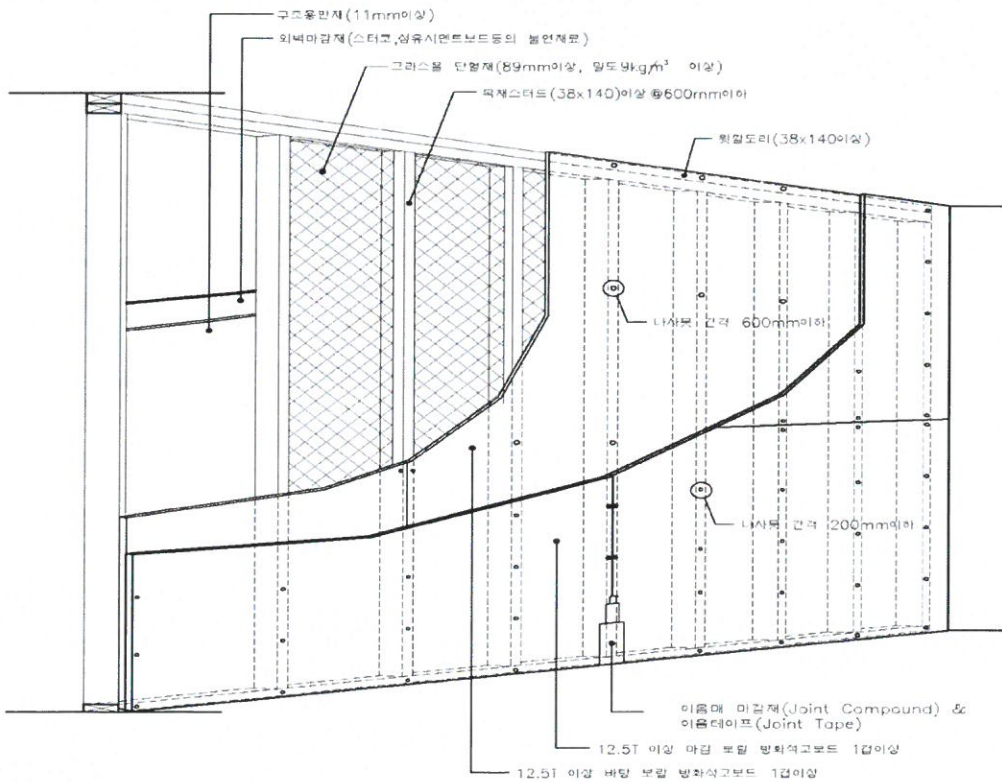 구조용판재(11mm이상)
외벽마감재(스터코,섬유시멘트보드등의 불연재료)
그라스울 단열재(89mm이상, 밀도9kg/m³ 이상)
목재스터드(38x140)이상 @600mm이하
윗깔도리(38x140이상)
나사못 간격 600mm이하
나사못 간격 200mm이하
이음매 마감재(Joint Compound) &
이음테이프(Joint Tape)
12.5T 이상 마감 보람 방화석고보드 1겹이상
12.5T 이상 바탕 보람 방화석고보드 1겹이상